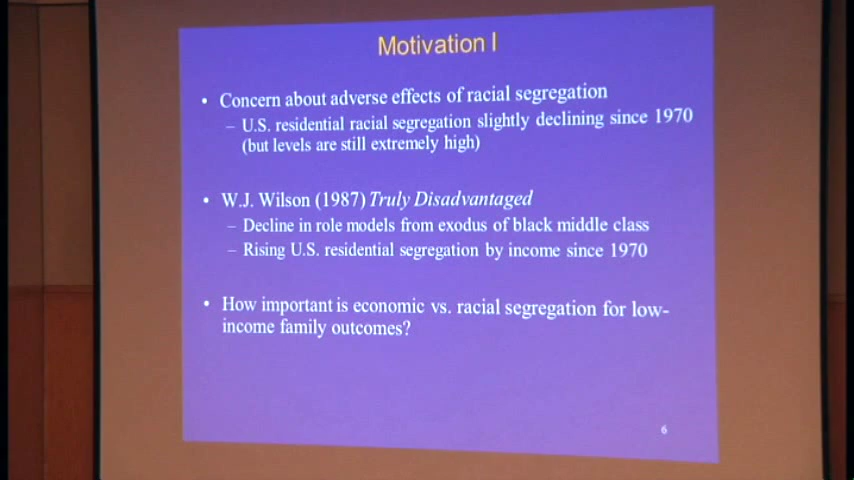 Motivation I
• Concern about adverse effects of racial segregation
– U.S. residential racial segregation slightly declining since 1970
(but levels are still extremely high)
• W.J. Wilson (1987) Truly Disadvantaged
– Decline in role models from exodus of black middle class
– Rising U.S. residential segregation by income since 1970
• How important is economic vs. racial segregation for low-
income family outcomes?
6